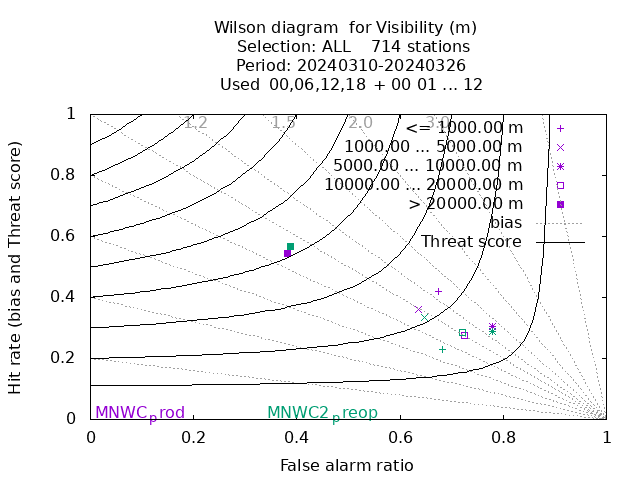 Wilson diagram  for Visibility (m)
Selection: ALL    714 stations
Period: 20240310-20240326
Used  00,06,12,18  + 00 01 ... 12
Hit rate (bias and Threat score)
1
0.8
0.6
0.4
0.2
0
1.2
1.5
2.0
3.0
<= 1000.00 m
1000.00 ... 5000.00 m
5000.00 ... 10000.00 m
10000.00 ... 20000.00 m
> 20000.00 m
bias
Threat score
MNWCprod
MNWC2preop
0
0.2
0.4
0.6
0.8
1
False alarm ratio